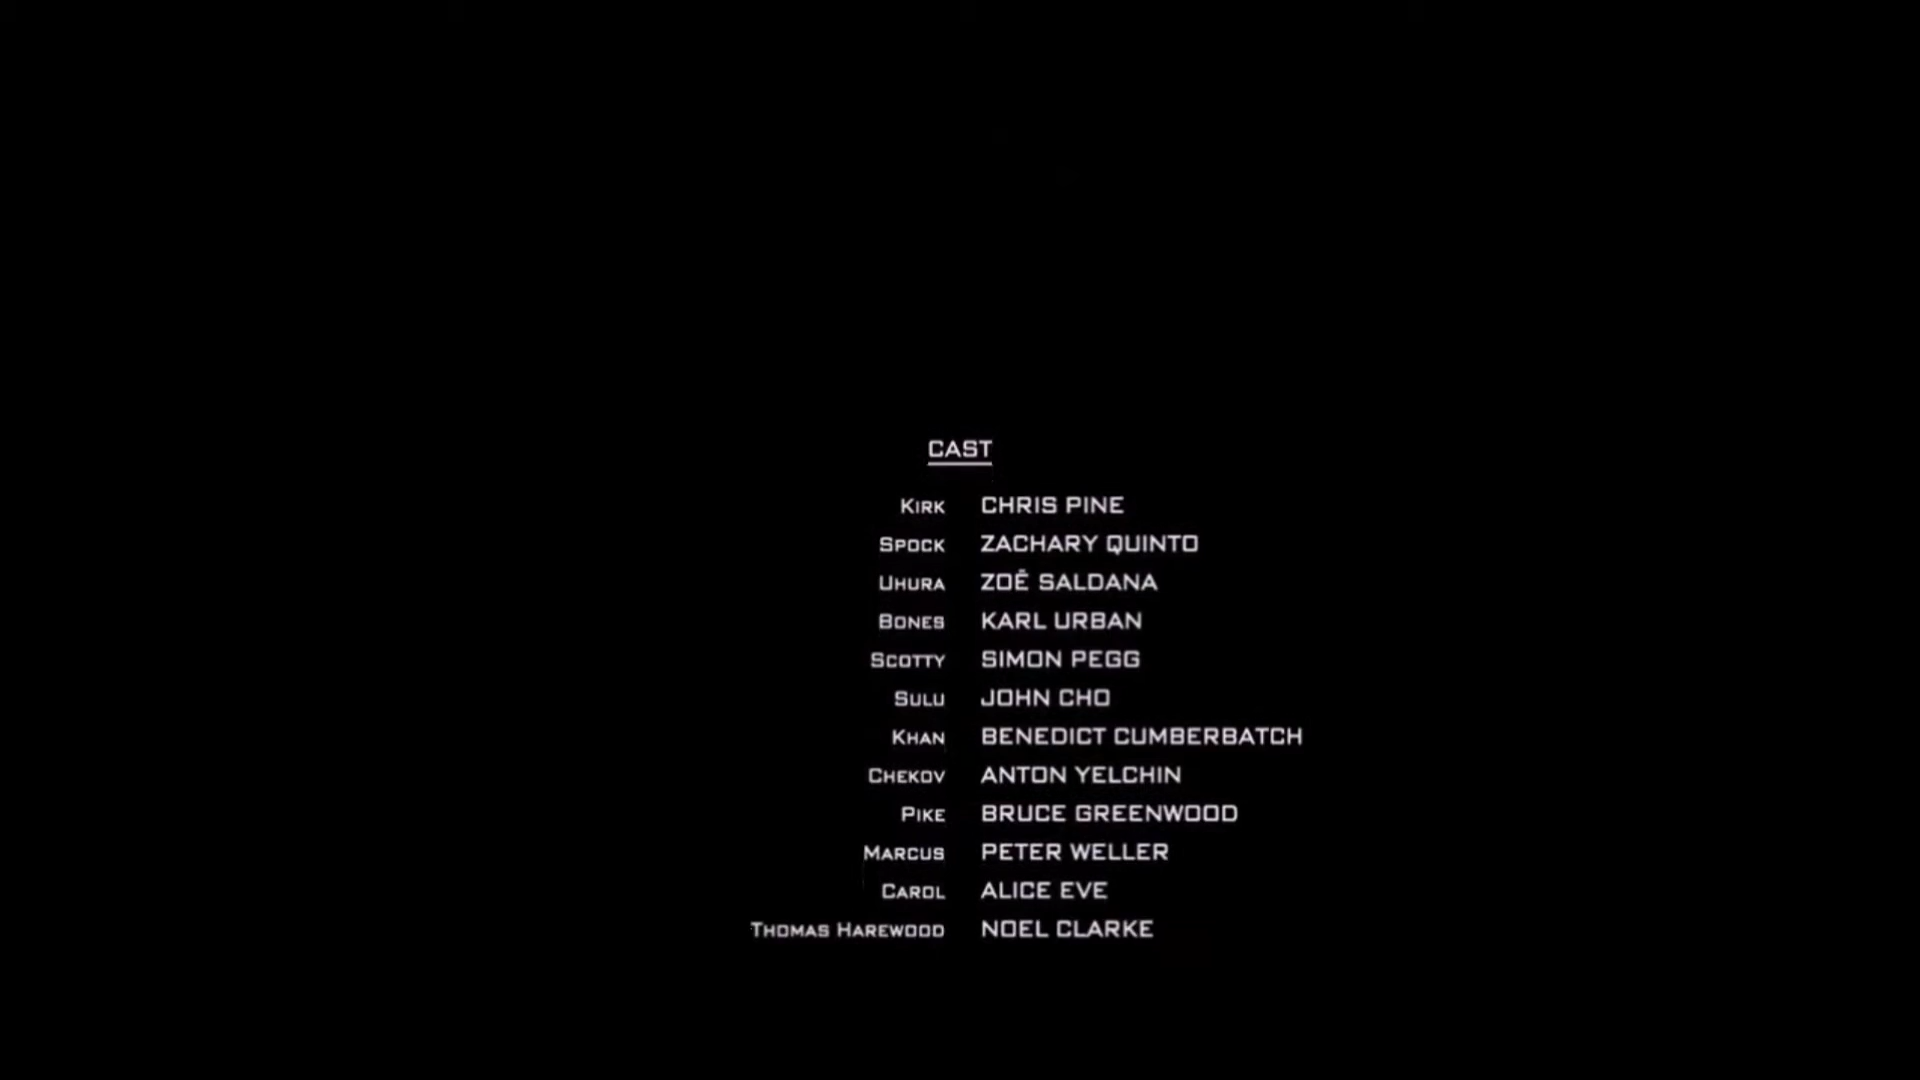 CAST
Kirk CHRIS PINE
Spock ZACHARY QUINTO
Uhura ZOË SALDANA
Bones KARL URBAN
Scotty SIMON PEGG
Sulu JOHN CHO
Khan BENEDICT CUMBERBATCH
Chekov ANTON YELCHIN
Pike BRUCE GREENWOOD
Marcus PETER WELLER
Carol ALICE EVE
Thomas Harewood NOEL CLARKE